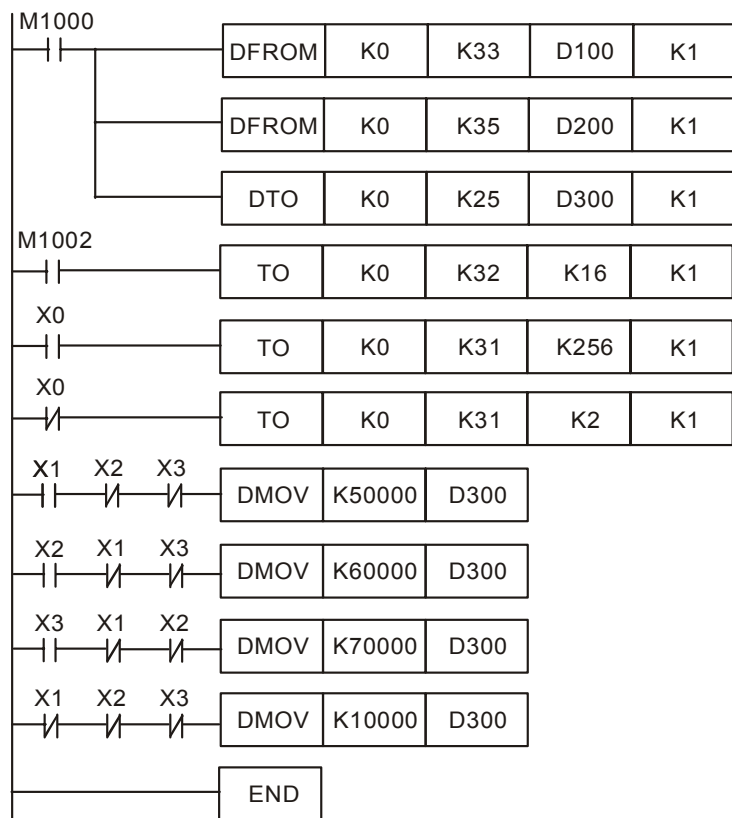 M1000
DFROM K0 K33 D100 K1
DFROM K0 K35 D200 K1
DTO K0 K25 D300 K1
M1002
TO K0 K32 K16 K1
X0
TO K0 K31 K256 K1
X0
TO K0 K31 K2 K1
X1 X2 X3
DMOV K50000 D300
X2 X1 X3
DMOV K60000 D300
X3 X1 X2
DMOV K70000 D300
X1 X2 X3
DMOV K10000 D300
END